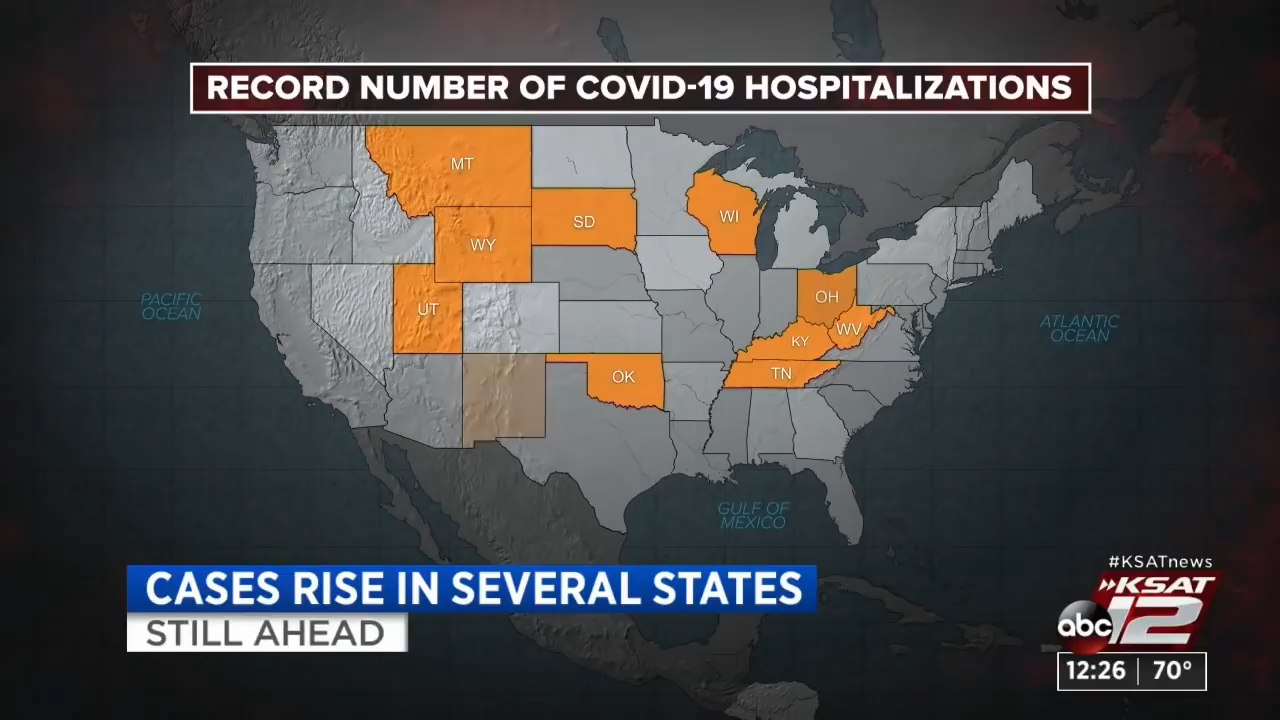 RECORD NUMBER OF COVID-19 HOSPITALIZATIONS
MT
SD
WI
WY
UT
OH
WV
KY
TN
OK
PACIFIC
OCEAN
ATLANTIC
OCEAN
GULF OF
MEXICO
CASES RISE IN SEVERAL STATES
STILL AHEAD
#KSATnews
KSAT
abc 12
12:26 70°